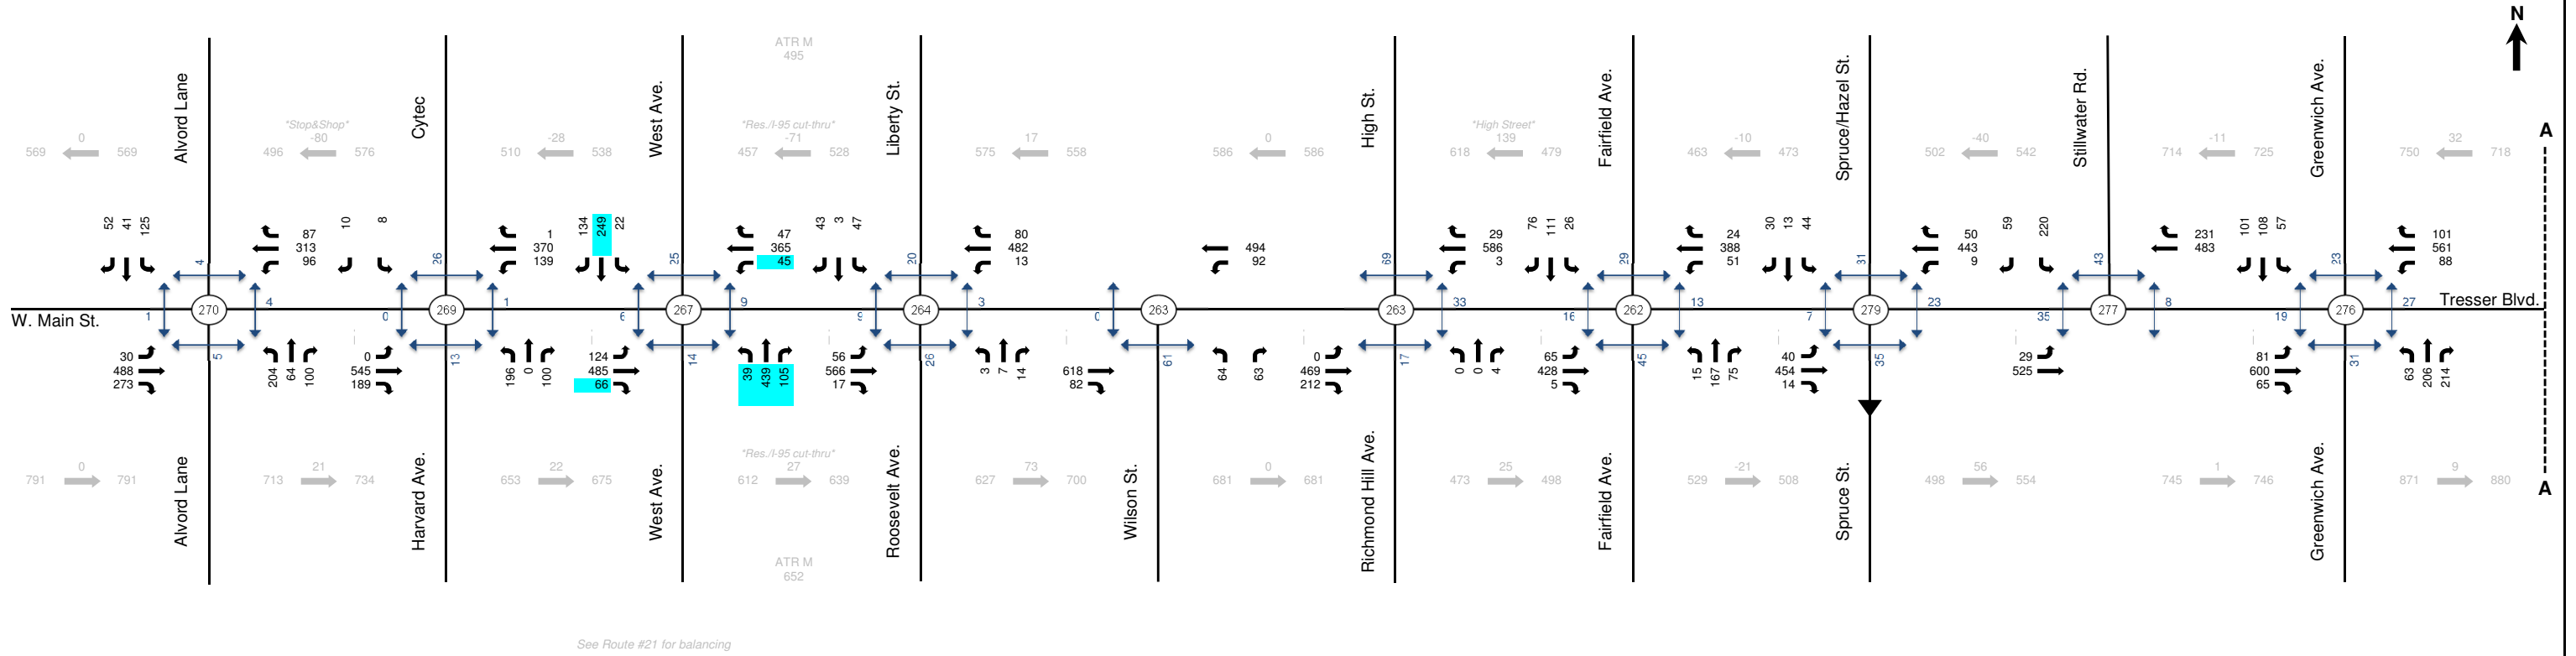 N
ATR M
495
Alvord Lane
Cytec
West Ave.
Liberty St.
High St.
Fairfield Ave.
Spruce/Hazel St.
Stillwater Rd.
Greenwich Ave.
A
*Stop&Shop*
*Res./I-95 cut-thru*
*High Street*
0
-80
-28
-71
17
0
139
-10
-40
-11
32
569 569
496 576
510 538
457 528
575 558
586 586
618 479
463 473
502 542
714 725
750 718
52 41 125
87
313
96
10 8
1
370
139
134 249 22
47
365
45
43 3 47
80
482
13
494
92
29
586
3
76 111 26
24
388
51
30 13 44
50
443
9
59 220
231
483
101 108 57
101
561
88
4
26
25
20
69
29
31
43
23
1 270 4
0 269 1
6 267 9
9 264 3
0 263
263 33
16 262 13
7 279 23
35 277 8
19 276 27
W. Main St.
Tresser Blvd.
5
13
14
26
61
17
45
35
31
30
488
273
204 64 100
0
545
189
196 0 100
124
485
66
39 439 105
56
566
17
3 7 14
618
82
64 63
0
469
212
0 0 4
65
428
5
15 167 75
40
454
14
29
525
81
600
65
63 206 214
*Res./I-95 cut-thru*
0
21
22
27
73
0
25
-21
56
1
9
791 791
713 734
653 675
612 639
627 700
681 681
473 498
529 508
498 554
745 746
871 880
Alvord Lane
Harvard Ave.
West Ave.
Roosevelt Ave.
Wilson St.
Richmond Hill Ave.
Fairfield Ave.
Spruce St.
Greenwich Ave.
A
ATR M
652
See Route #21 for balancing